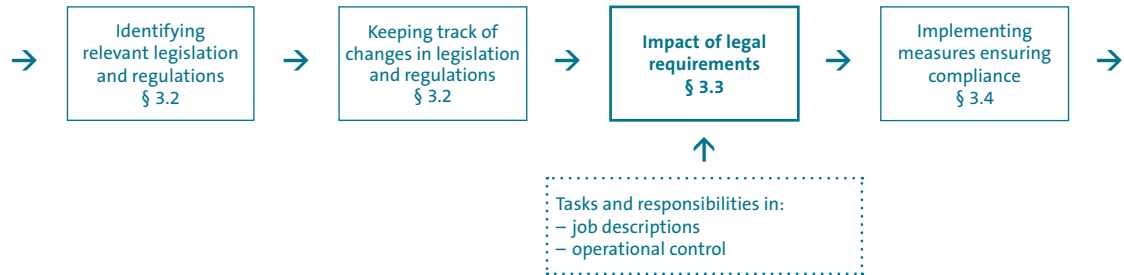 Identifying
relevant legislation
and regulations
§ 3.2
Keeping track of
changes in legislation
and regulations
§ 3.2
Impact of legal
requirements
§ 3.3
Implementing
measures ensuring
compliance
§ 3.4
Tasks and responsibilities in:
– job descriptions
– operational control